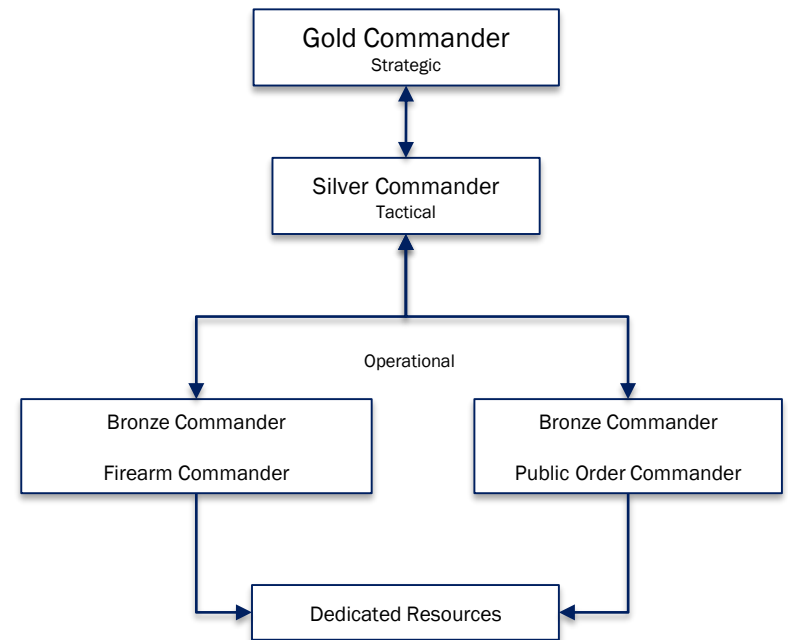 Gold Commander
Strategic
Silver Commander
Tactical
Operational
Bronze Commander
Firearm Commander
Bronze Commander
Public Order Commander
Dedicated Resources